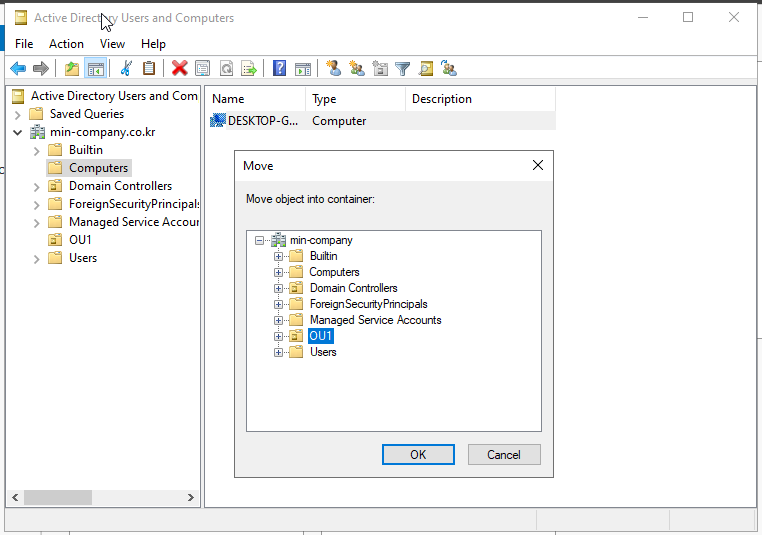 Active Directory Users and Computers
File Action View Help
Active Directory Users and Com
Saved Queries
min-company.co.kr
Builtin
Computers
Domain Controllers
ForeignSecurityPrincipals
Managed Service Accour
OU1
Users
Name Type Description
DESKTOP-G... Computer
Move
Move object into container:
min-company
Builtin
Computers
Domain Controllers
ForeignSecurityPrincipals
Managed Service Accounts
OU1
Users
OK Cancel